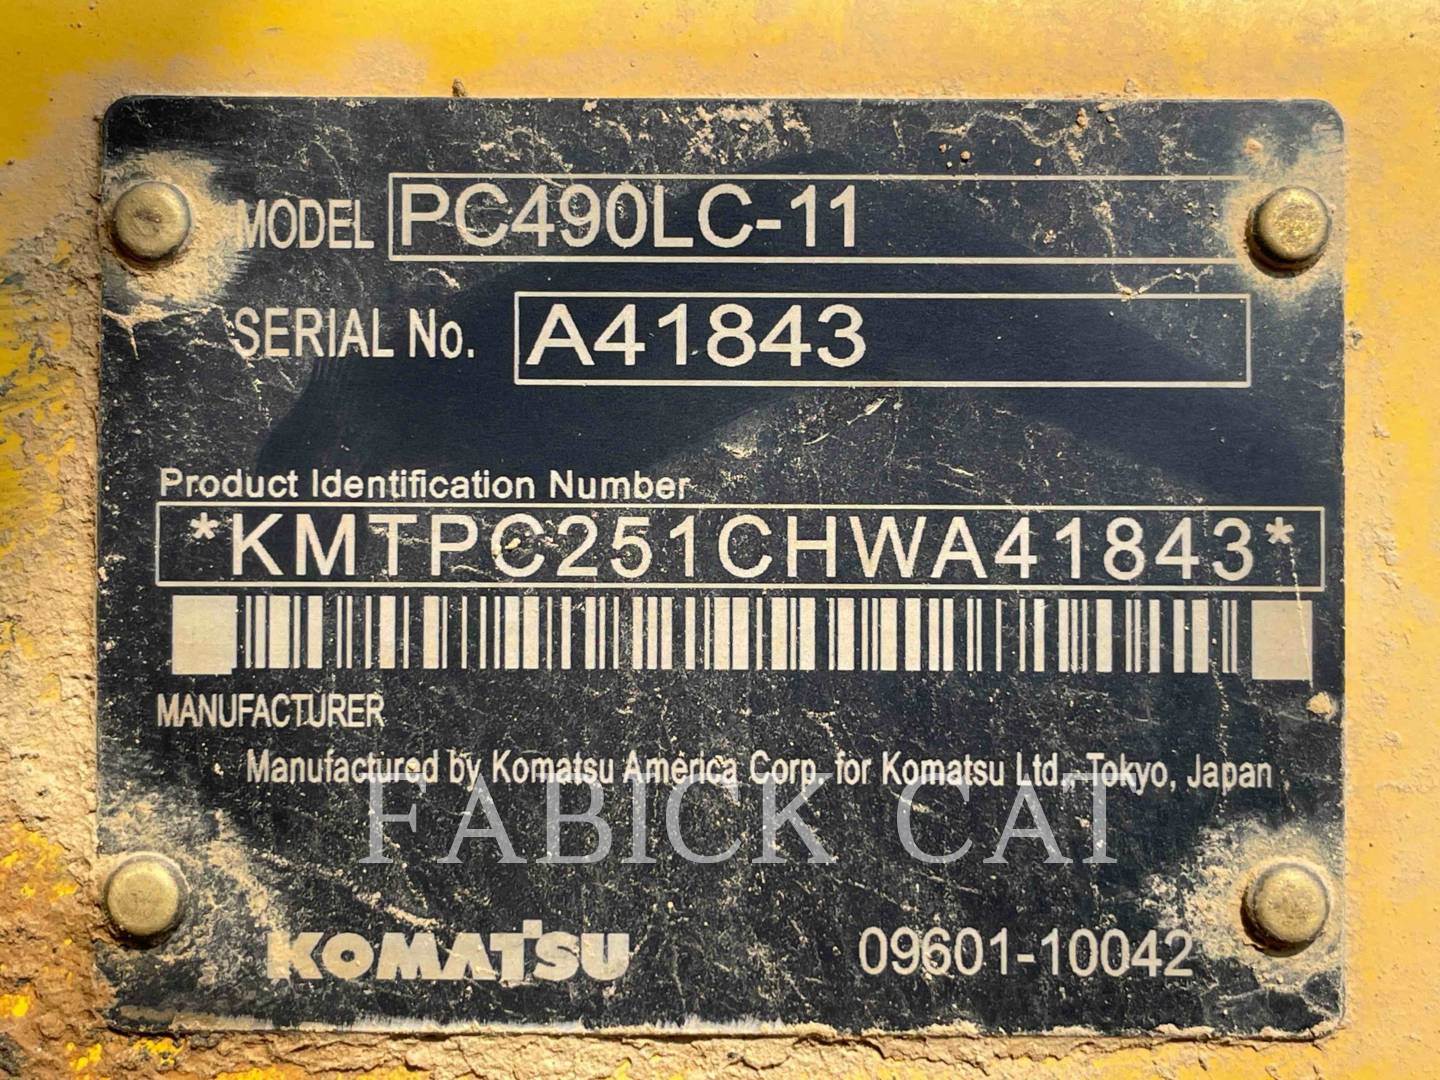 MODEL PC490LC-11
SERIAL No. A41843
Product Identification Number
*KMTPC251CHWA41843*
MANUFACTURER
Manufactured by Komatsu America Corp. for Komatsu Ltd., Tokyo, Japan
FABICK CAT
KOMATSU 09601-10042